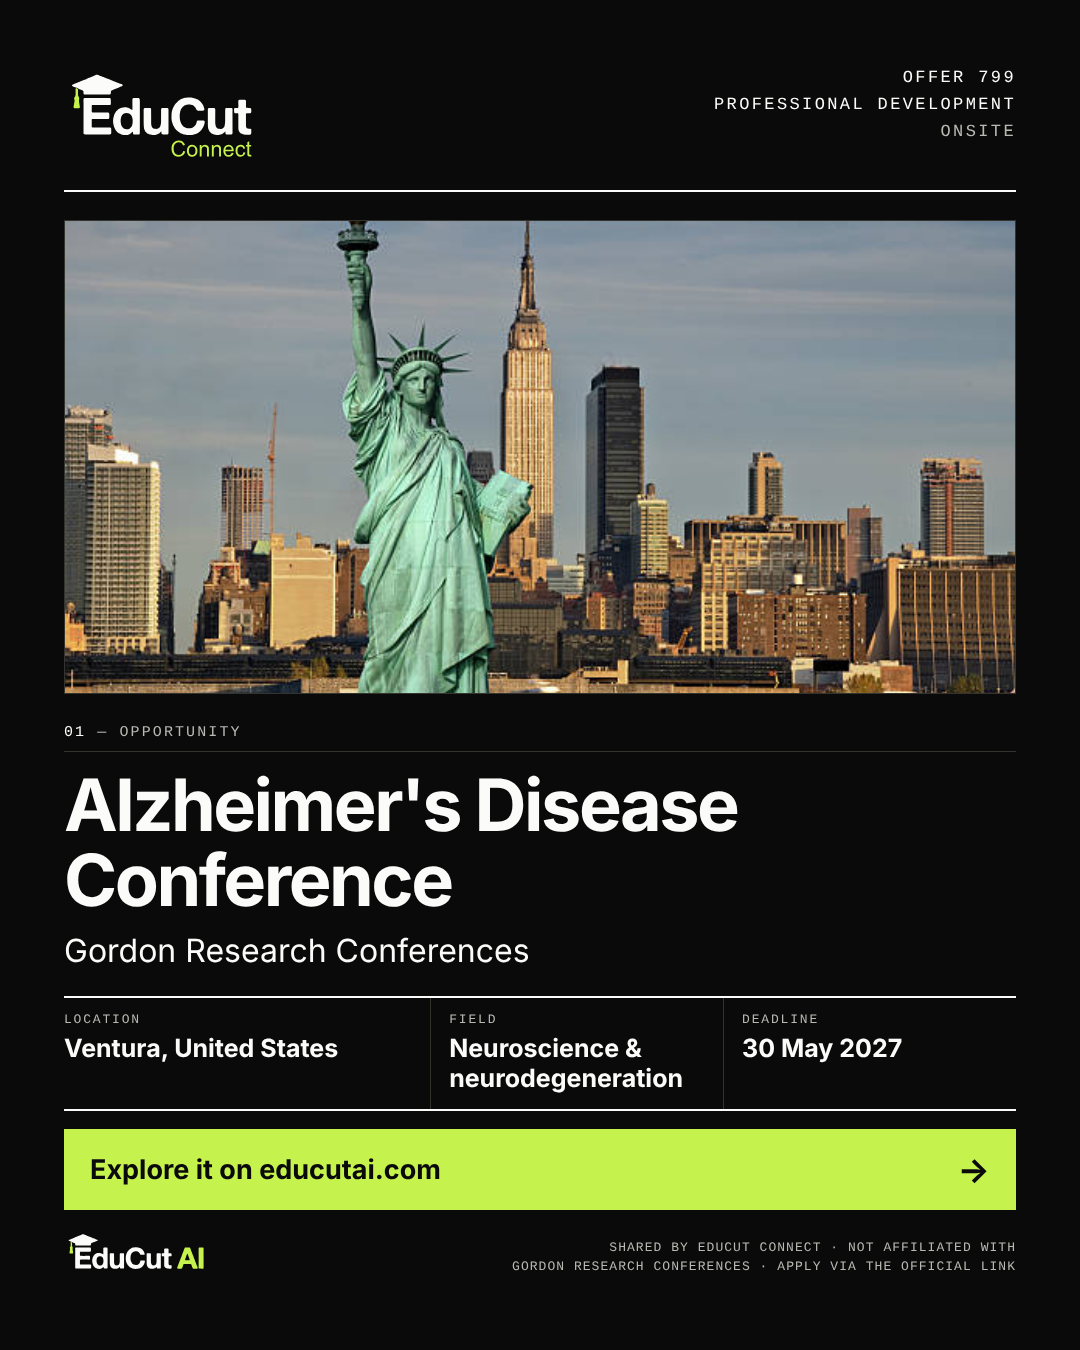 EduCut
Connect
OFFER 799
PROFESSIONAL DEVELOPMENT
ONSITE
01 — OPPORTUNITY
Alzheimer's Disease
Conference
Gordon Research Conferences
LOCATION
Ventura, United States
FIELD
Neuroscience &
neurodegeneration
DEADLINE
30 May 2027
Explore it on educutai.com →
EduCut AI
SHARED BY EDUCUT CONNECT · NOT AFFILIATED WITH
GORDON RESEARCH CONFERENCES · APPLY VIA THE OFFICIAL LINK